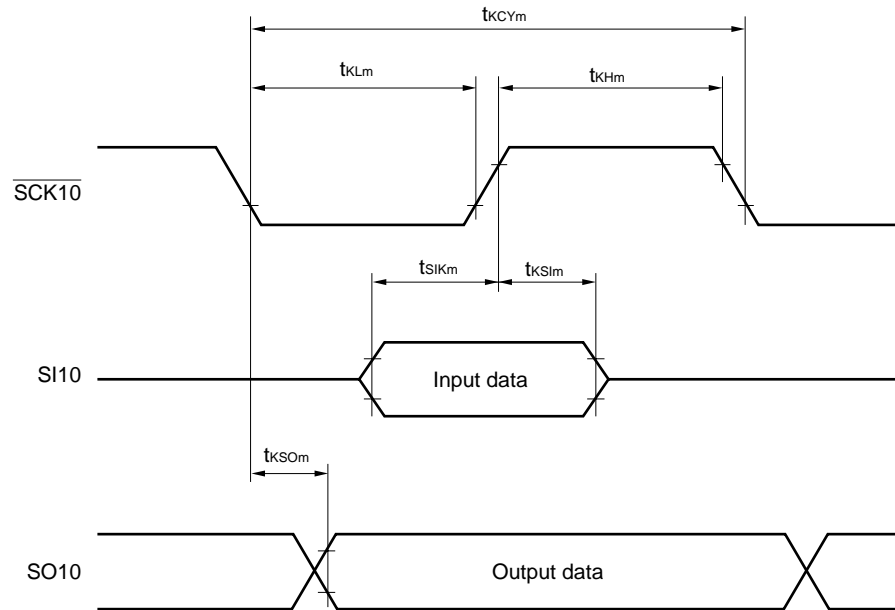 tKCYm
tKLm
tKHm
SCK10
tSIKm
tKSIm
SI10
Input data
tKSOm
SO10
Output data